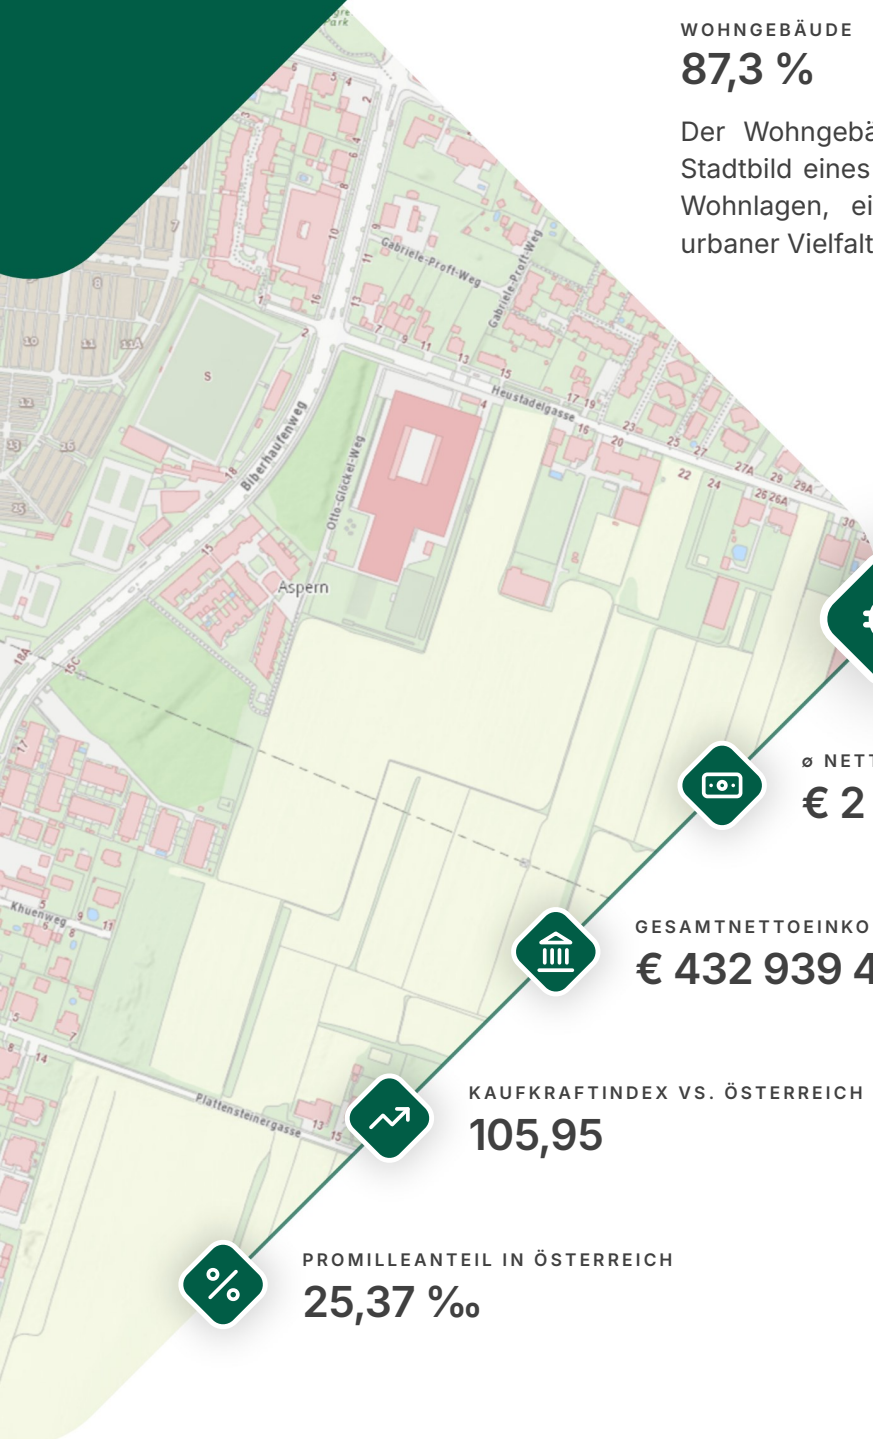 WOHNGEBÄUDE
87,3 %
Der Wohngebä
Stadtbild eines
Wohnlagen, ei
urbaner Vielfalt
Park
Gabriele-Proft-Weg
Gabriele-Proft-Weg
Heustadelgasse
Biberhaufenweg
Otto-Glöckel-Weg
Aspern
Khuenweg
Plattensteinergasse
ø NETT
€ 2
GESAMTNETTOEINKO
€ 432 939 4
KAUFKRAFTINDEX VS. ÖSTERREICH
105,95
PROMILLEANTEIL IN ÖSTERREICH
25,37 ‰